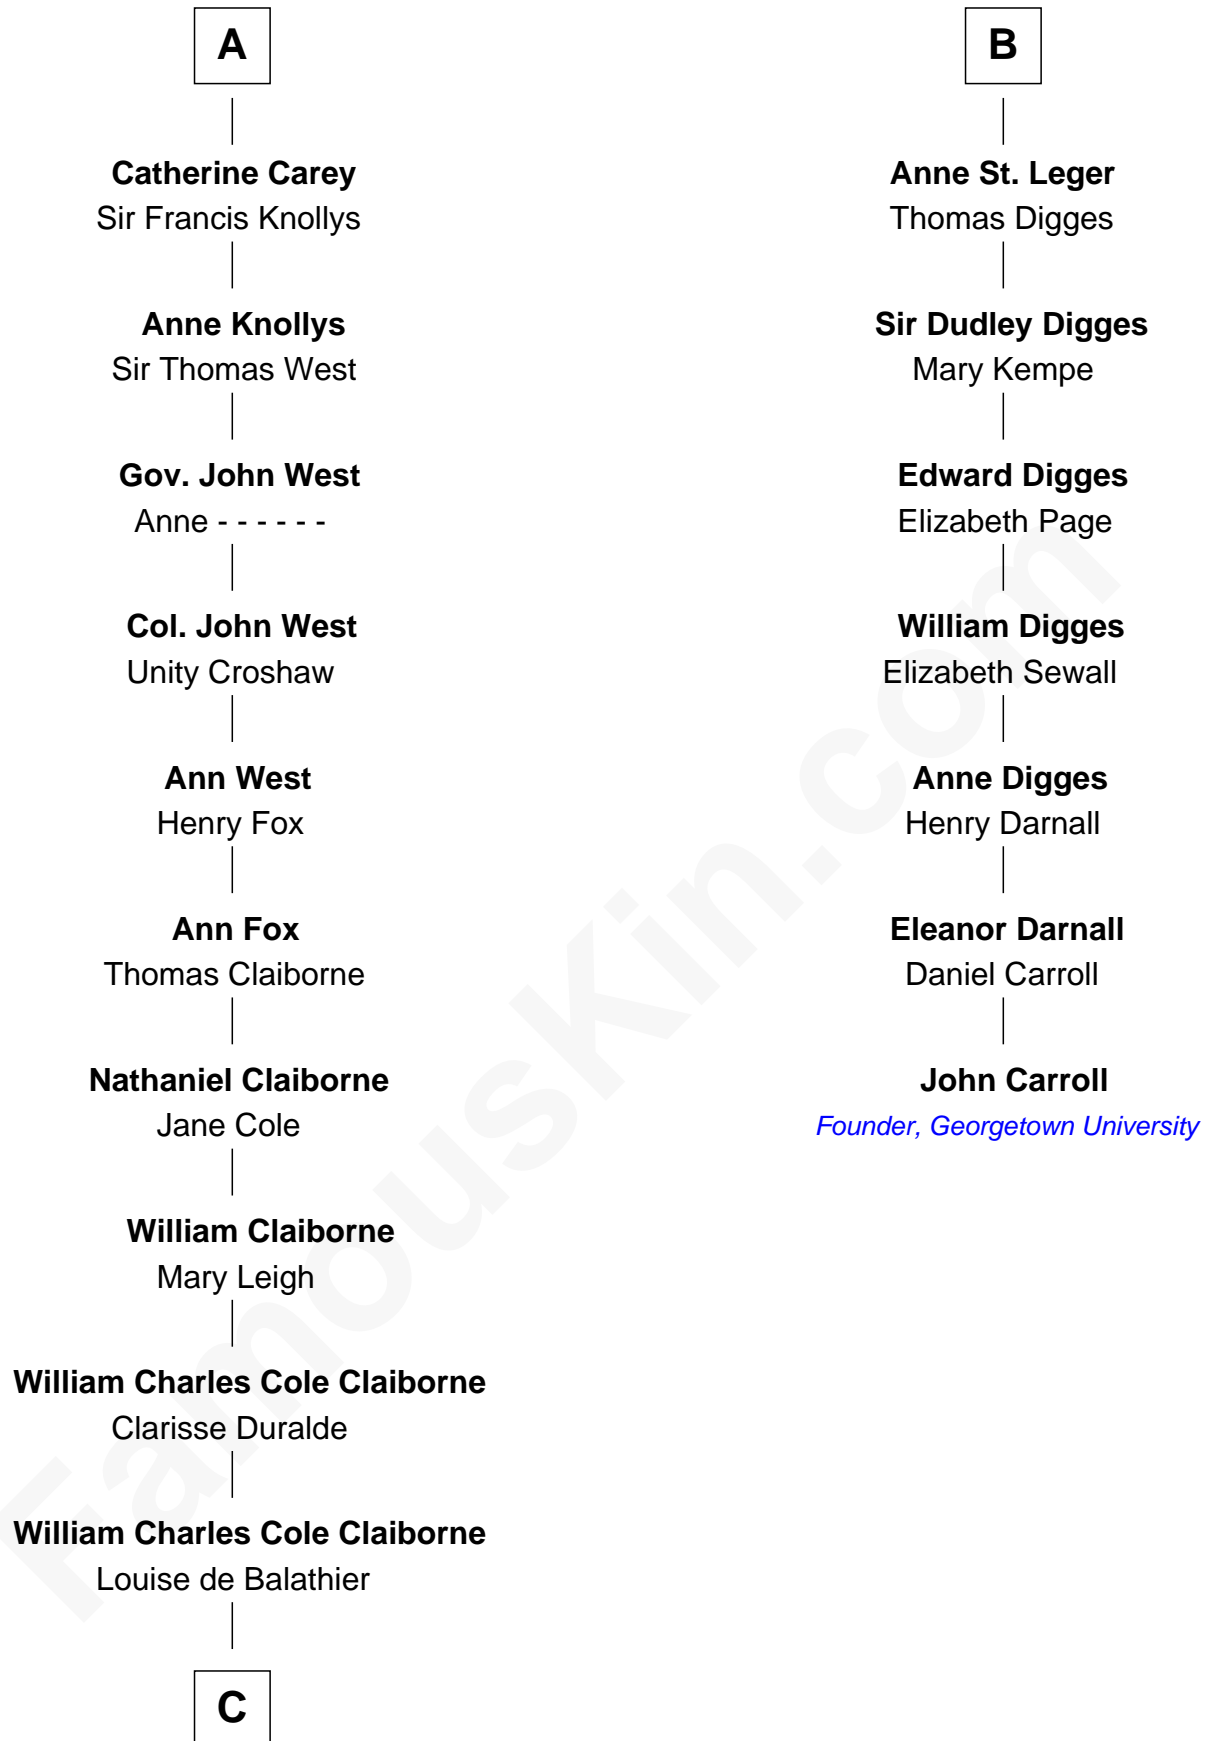 A
Catherine Carey
Sir Francis Knollys
Anne Knollys
Sir Thomas West
Gov. John West
Anne - - - - - -
Col. John West
Unity Croshaw
Ann West
Henry Fox
Ann Fox
Thomas Claiborne
Nathaniel Claiborne
Jane Cole
William Claiborne
Mary Leigh
William Charles Cole Claiborne
Clarisse Duralde
William Charles Cole Claiborne
Louise de Balathier
C
B
Anne St. Leger
Thomas Digges
Sir Dudley Digges
Mary Kempe
Edward Digges
Elizabeth Page
William Digges
Elizabeth Sewall
Anne Digges
Henry Darnall
Eleanor Darnall
Daniel Carroll
John Carroll
Founder, Georgetown University
FamousKin.com